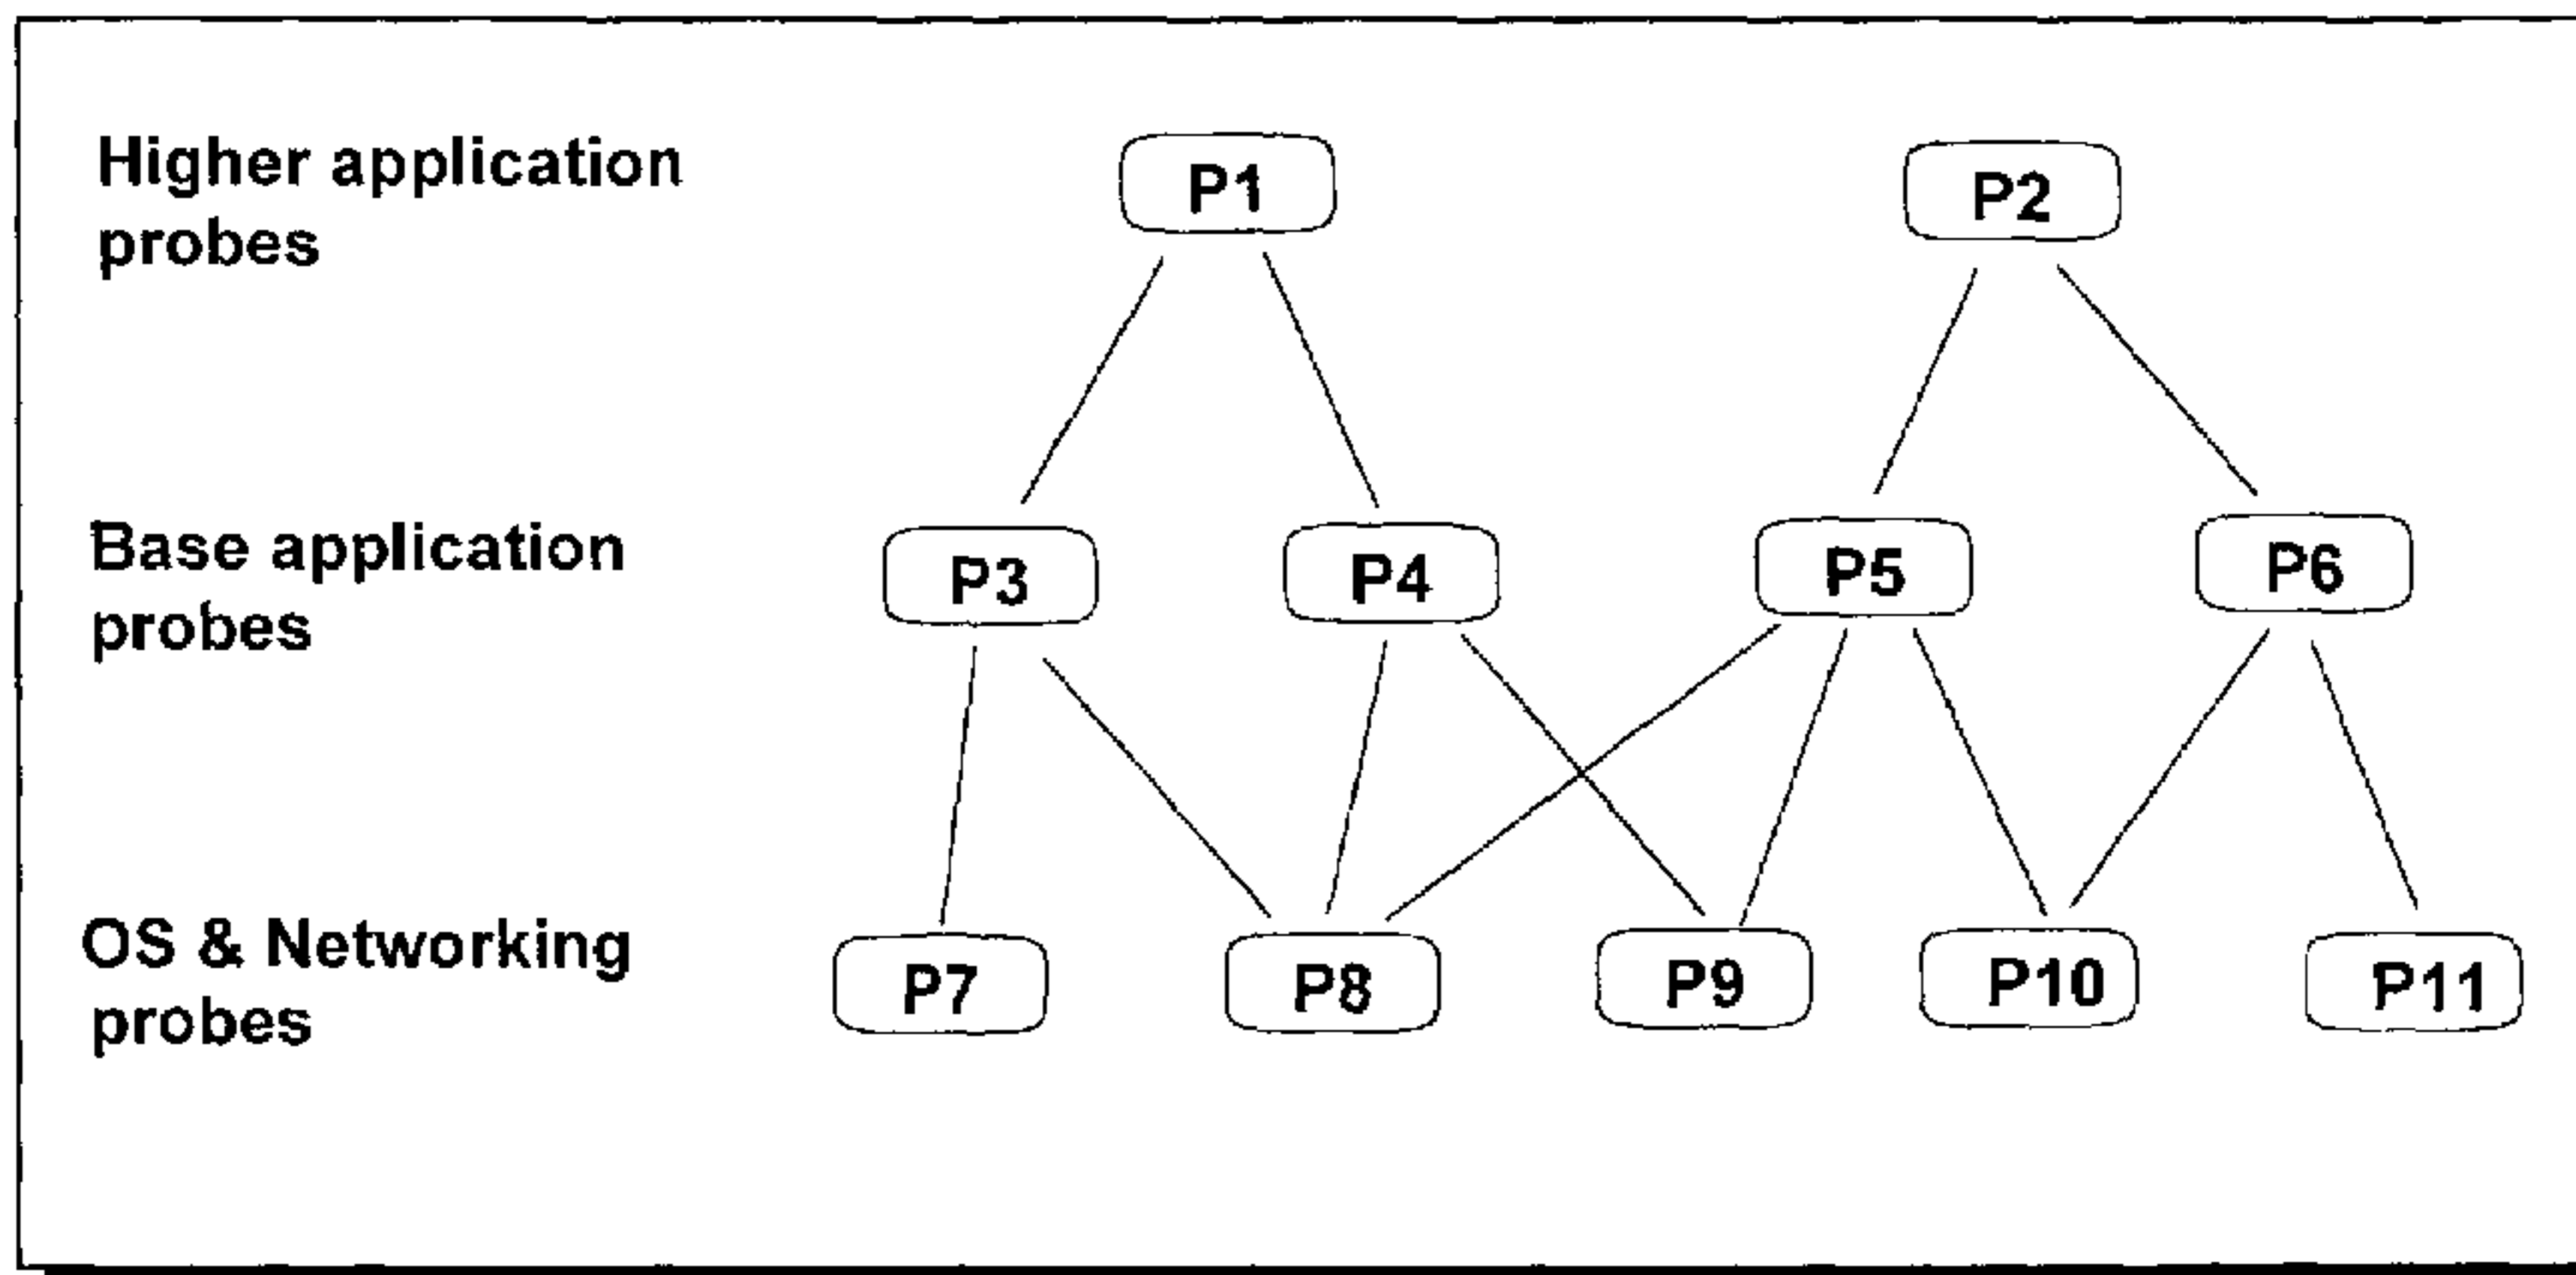 Higher application
probes
P1
P2
Base application
probes
P3
P4
P5
P6
OS & Networking
probes
P7
P8
P9
P10
P11